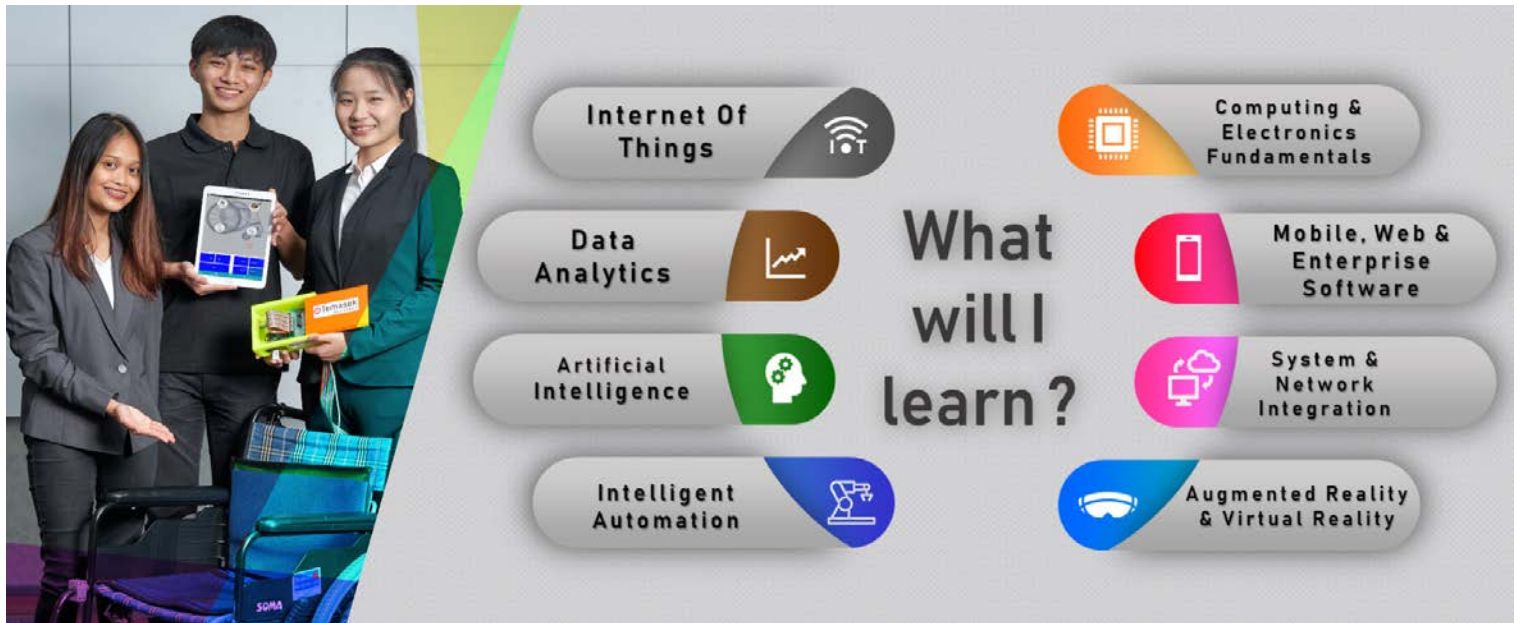 Internet Of
Things
Data
Analytics
Artificial
Intelligence
Intelligent
Automation
What
will I
learn ?
Computing &
Electronics
Fundamentals
Mobile, Web &
Enterprise
Software
System &
Network
Integration
Augmented Reality
& Virtual Reality
IOT
Temasek
SOMA